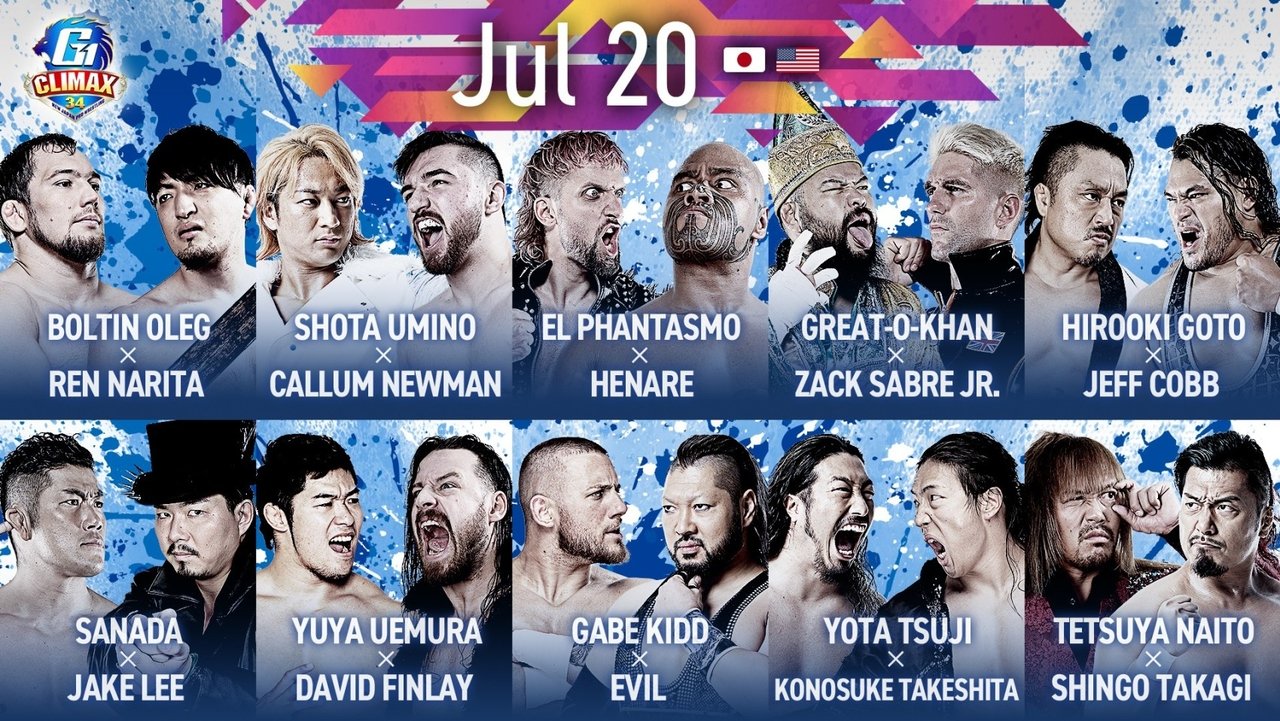 G1
CLIMAX
34
Jul 20
BOLTIN OLEG
×
REN NARITA
SHOTA UMINO
×
CALLUM NEWMAN
EL PHANTASMO
×
HENARE
GREAT-O-KHAN
×
ZACK SABRE JR.
HIROOKI GOTO
×
JEFF COBB
SANADA
×
JAKE LEE
YUYA UEMURA
×
DAVID FINLAY
GABE KIDD
×
EVIL
YOTA TSUJI
×
KONOSUKE TAKESHITA
TETSUYA NAITO
×
SHINGO TAKAGI